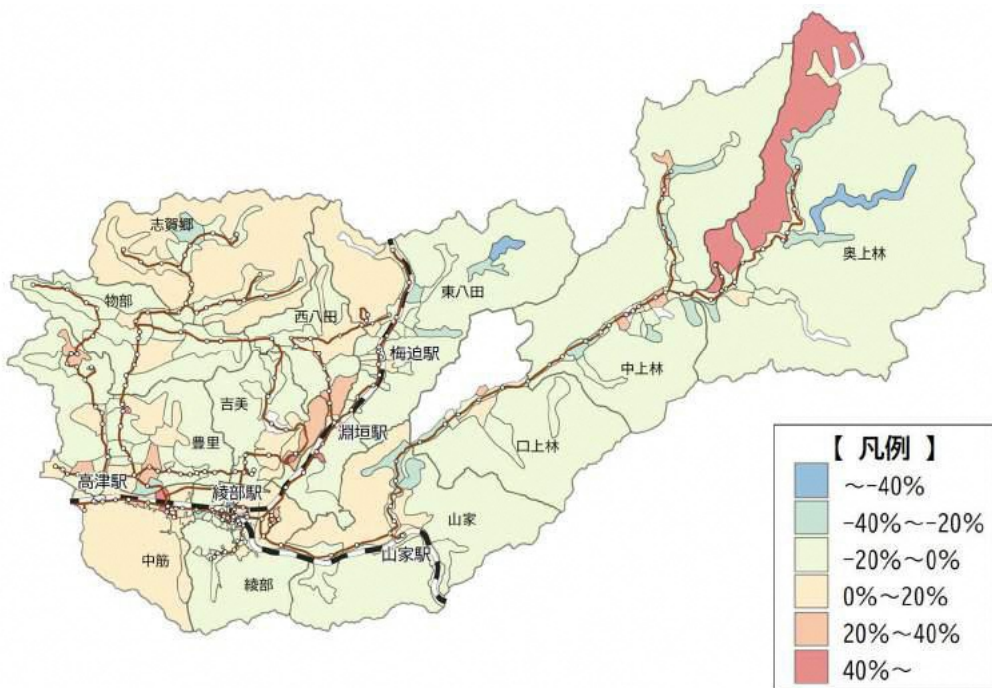 志賀郷
物部
西八田
東八田
奥上林
梅迫駅
中上林
吉美
淵垣駅
豊里
口上林
高津駅
綾部駅
山家
山家駅
中筋
綾部
【 凡例 】
～-40%
-40%～-20%
-20%～0%
0%～20%
20%～40%
40%～